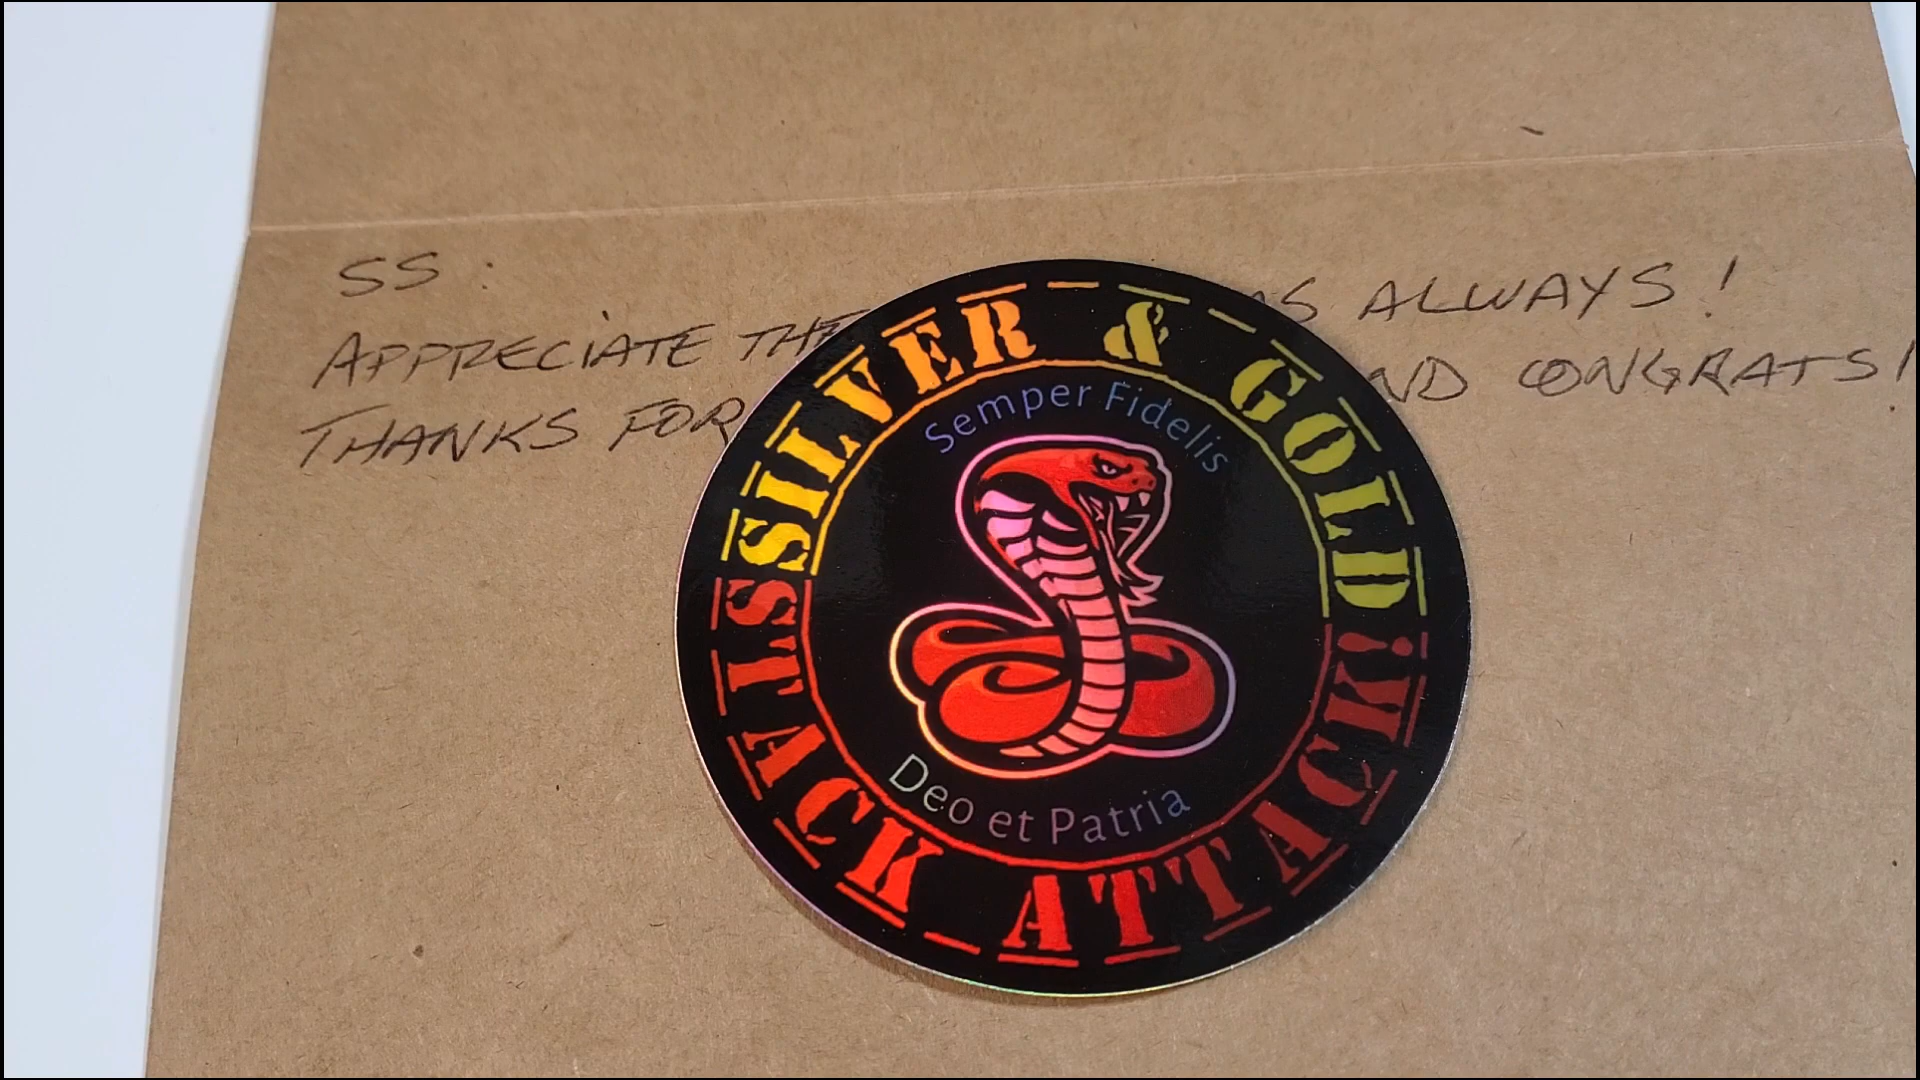 SS:
APPRECIATE THE AS ALWAYS!
THANKS FOR ND CONGRATS!
SILVER & GOLD
Semper Fidelis
Deo et Patria
STACK ATTACK!